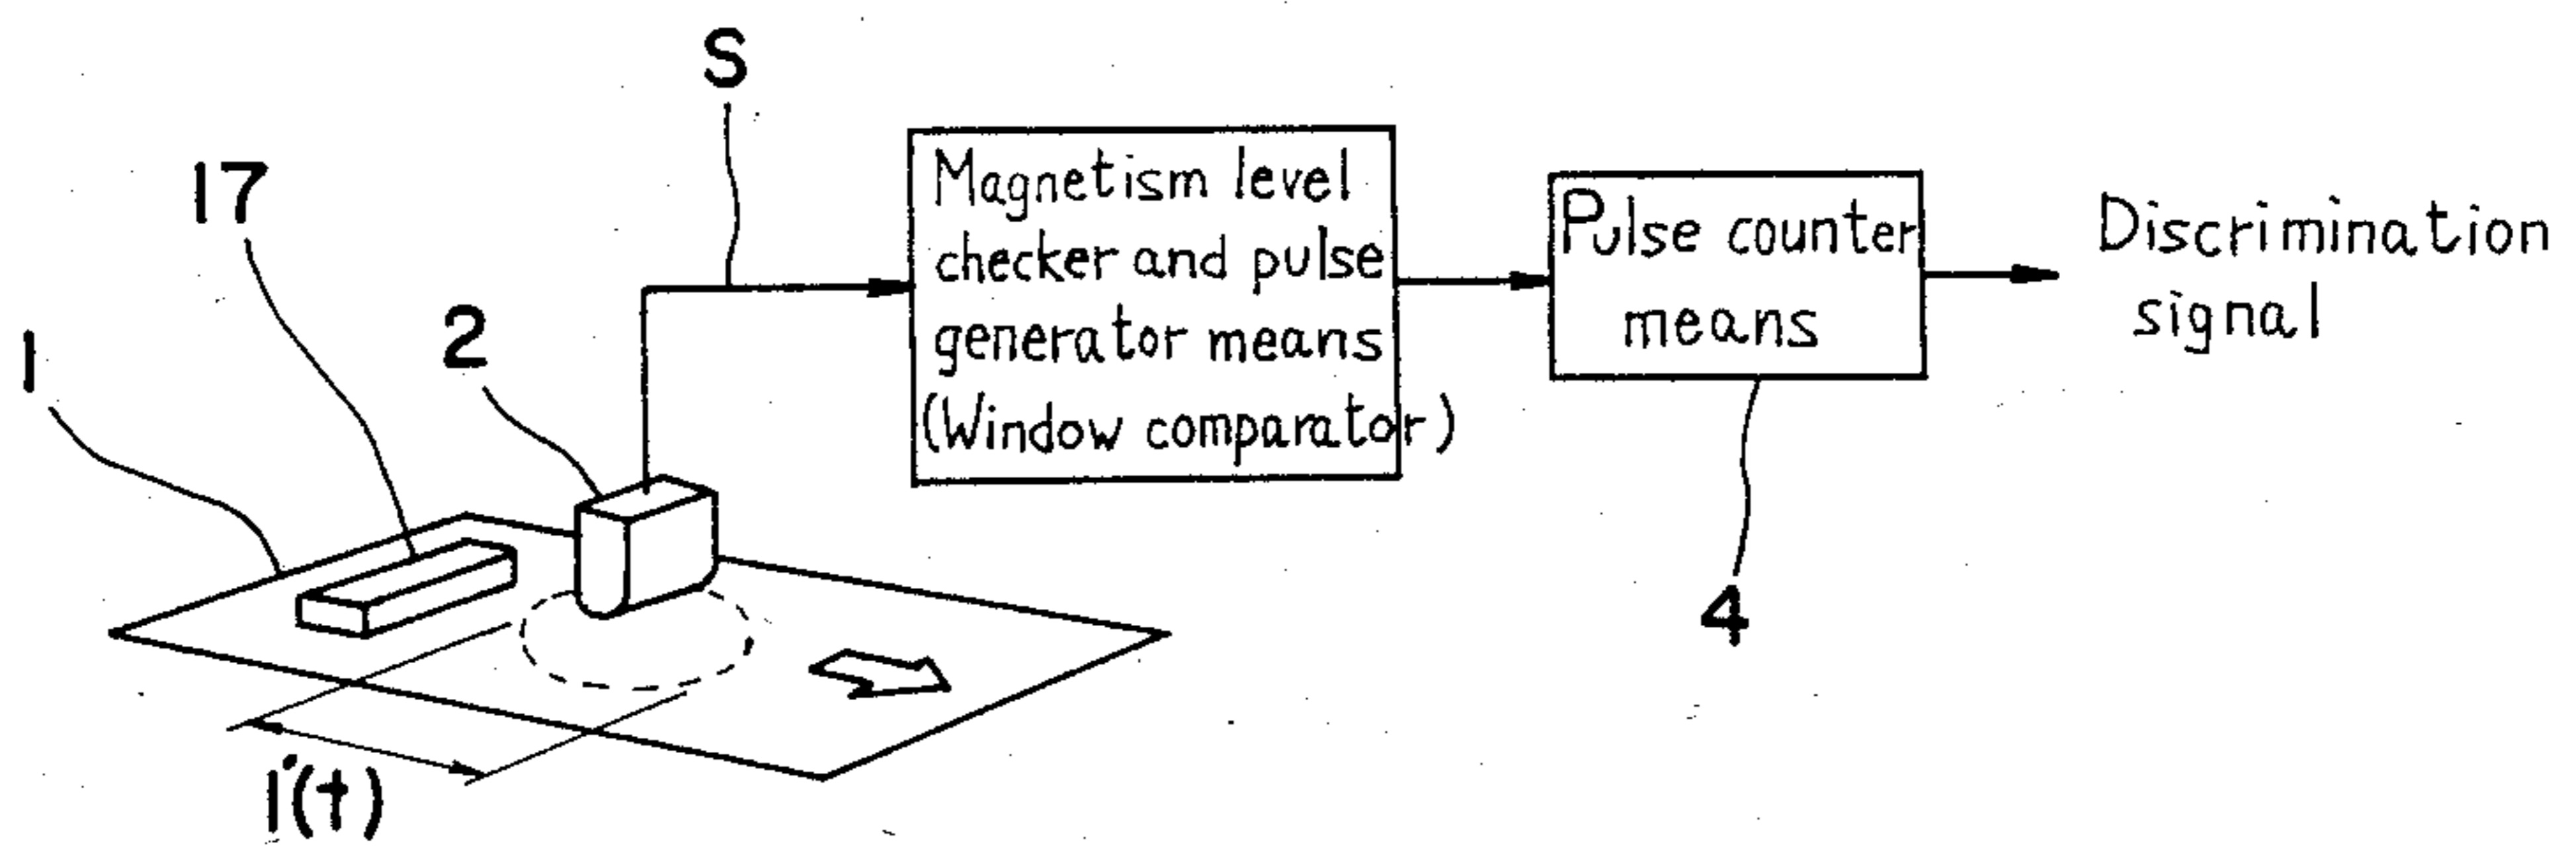 S
17
1
2
Magnetism level
checker and pulse
generator means
(Window comparator)
Pulse counter
means
Discrimination
signal
4
l'(t)